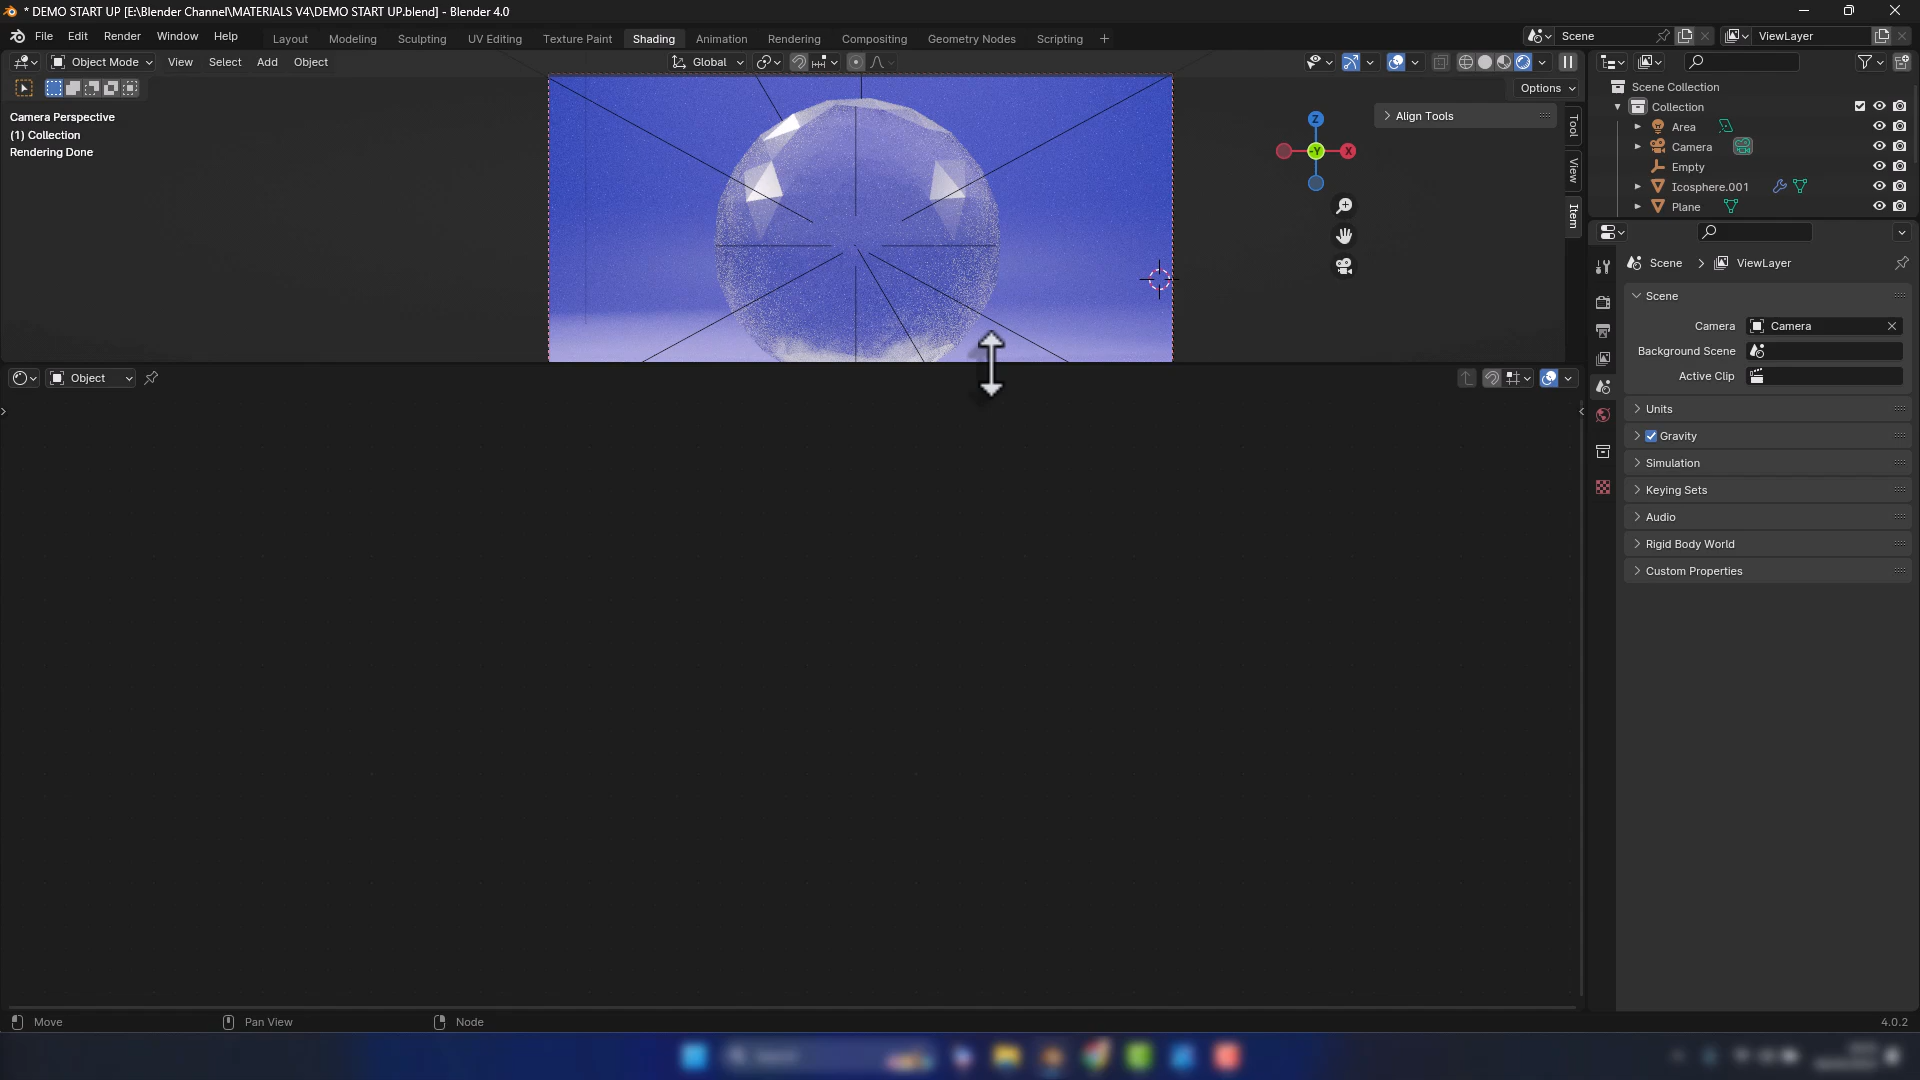 * DEMO START UP [E:\Blender Channel\MATERIALS V4\DEMO START UP.blend] - Blender 4.0
File Edit Render Window Help Layout Modeling Sculpting UV Editing Texture Paint Shading Animation Rendering Compositing Geometry Nodes Scripting + Scene ViewLayer
Object Mode View Select Add Object Global
Options
Camera Perspective
(1) Collection
Rendering Done
Z
-Y X
Align Tools
Tool
View
Item
Scene Collection
Collection
Area
Camera
Empty
Icosphere.001
Plane
Scene > ViewLayer
Scene
Camera Camera
Background Scene
Active Clip
Units
Gravity
Simulation
Keying Sets
Audio
Rigid Body World
Custom Properties
Object
Move Pan View Node 4.0.2
Search